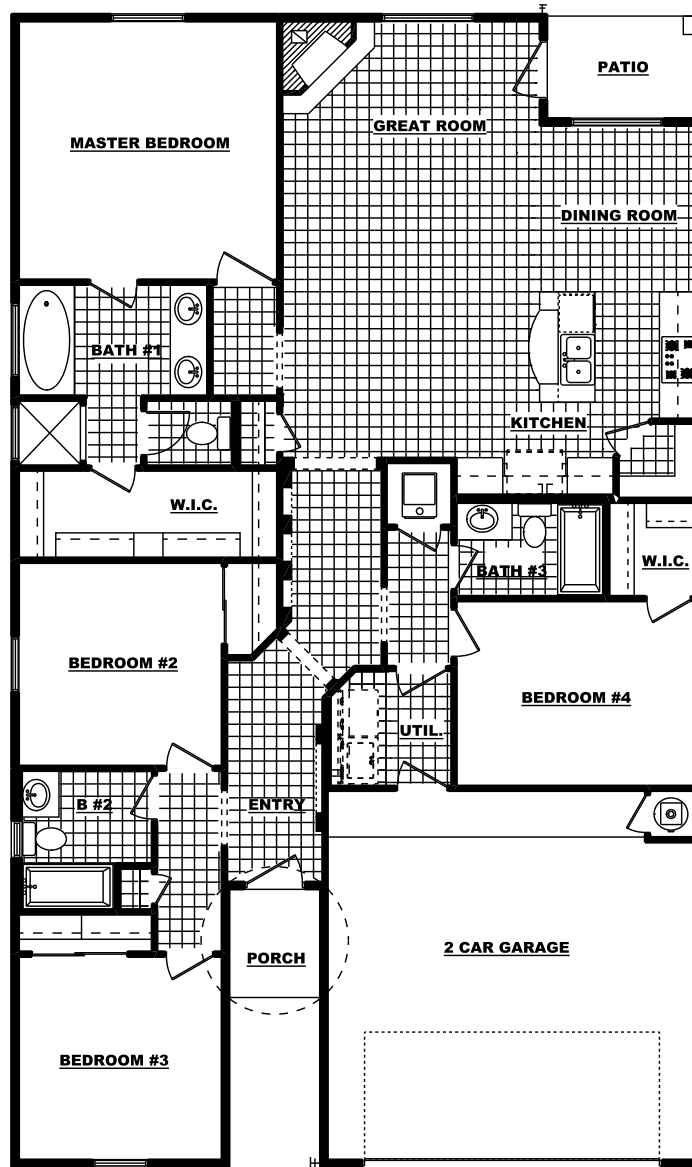 PATIO
GREAT ROOM
MASTER BEDROOM
DINING ROOM
BATH #1
KITCHEN
W.I.C.
W.I.C.
BATH #3
BEDROOM #2
BEDROOM #4
UTIL.
B #2
ENTRY
2 CAR GARAGE
PORCH
BEDROOM #3